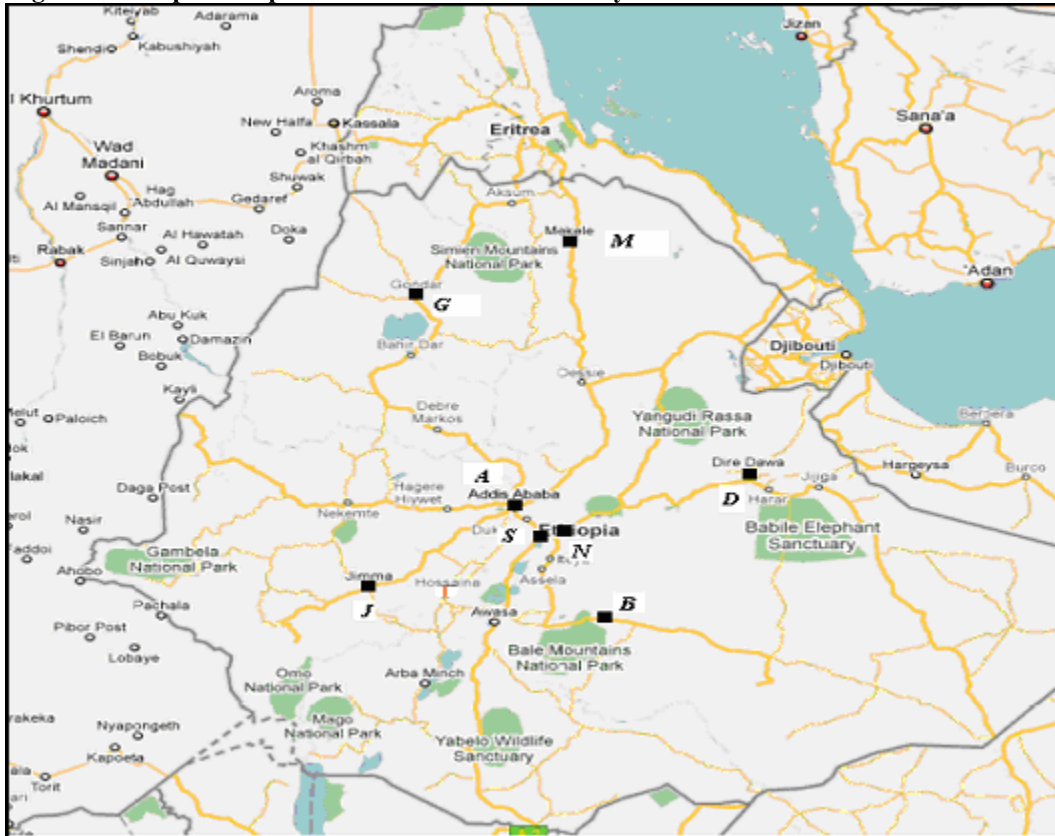 Kiteiyab
Adarama
Jizan
Shendi
Kabushiyah
Aroma
l Khurtum
New Halfa
Kassala
Eritrea
Sana'a
Wad
Madani
Khashm
al Qirbah
Shuwak
Aksum
Al Mansqil
Hag
Abdullah
Gedaref
Sannar
Al Hawatah
Doka
Mekele
M
Rabak
Sinjah
Al Quwaysi
Simien Mountains
National Park
'Adan
Gondar
G
Abu Kuk
El Barun
Damazin
Bahir Dar
Djibouti
Djibouti
Bobuk
Kayli
Dessie
Melut
Paloich
Debre
Markos
Yangudi Rassa
National Park
Berbera
A
Dire Dawa
Hargeysa
Burco
Daga Post
Hagere
Hiywet
Addis Ababa
D
Harar
Jijiga
Nekemte
Nasir
Duk
Ethiopia
S
N
Babile Elephant
Sanctuary
Gambela
National Park
Ahobo
Jimma
J
Hossaina
Assela
B
Pachala
Awasa
Pibor Post
Lobaye
Bale Mountains
National Park
Omo
National Park
Arba Minch
Nyapongeth
Mago
National Park
Kapoeta
Yabelo Wildlife
Sanctuary
Torit